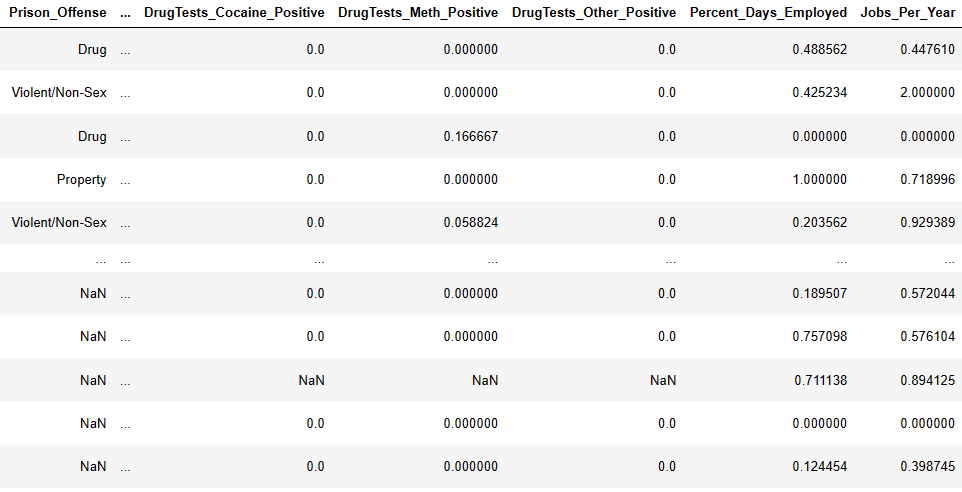 Prison_Offense ... DrugTests_Cocaine_Positive DrugTests_Meth_Positive DrugTests_Other_Positive Percent_Days_Employed Jobs_Per_Year
Drug ... 0.0 0.000000 0.0 0.488562 0.447610
Violent/Non-Sex ... 0.0 0.000000 0.0 0.425234 2.000000
Drug ... 0.0 0.166667 0.0 0.000000 0.000000
Property ... 0.0 0.000000 0.0 1.000000 0.718996
Violent/Non-Sex ... 0.0 0.058824 0.0 0.203562 0.929389
... ... ... ... ... ... ...
NaN ... 0.0 0.000000 0.0 0.189507 0.572044
NaN ... 0.0 0.000000 0.0 0.757098 0.576104
NaN ... NaN NaN NaN 0.711138 0.894125
NaN ... 0.0 0.000000 0.0 0.000000 0.000000
NaN ... 0.0 0.000000 0.0 0.124454 0.398745